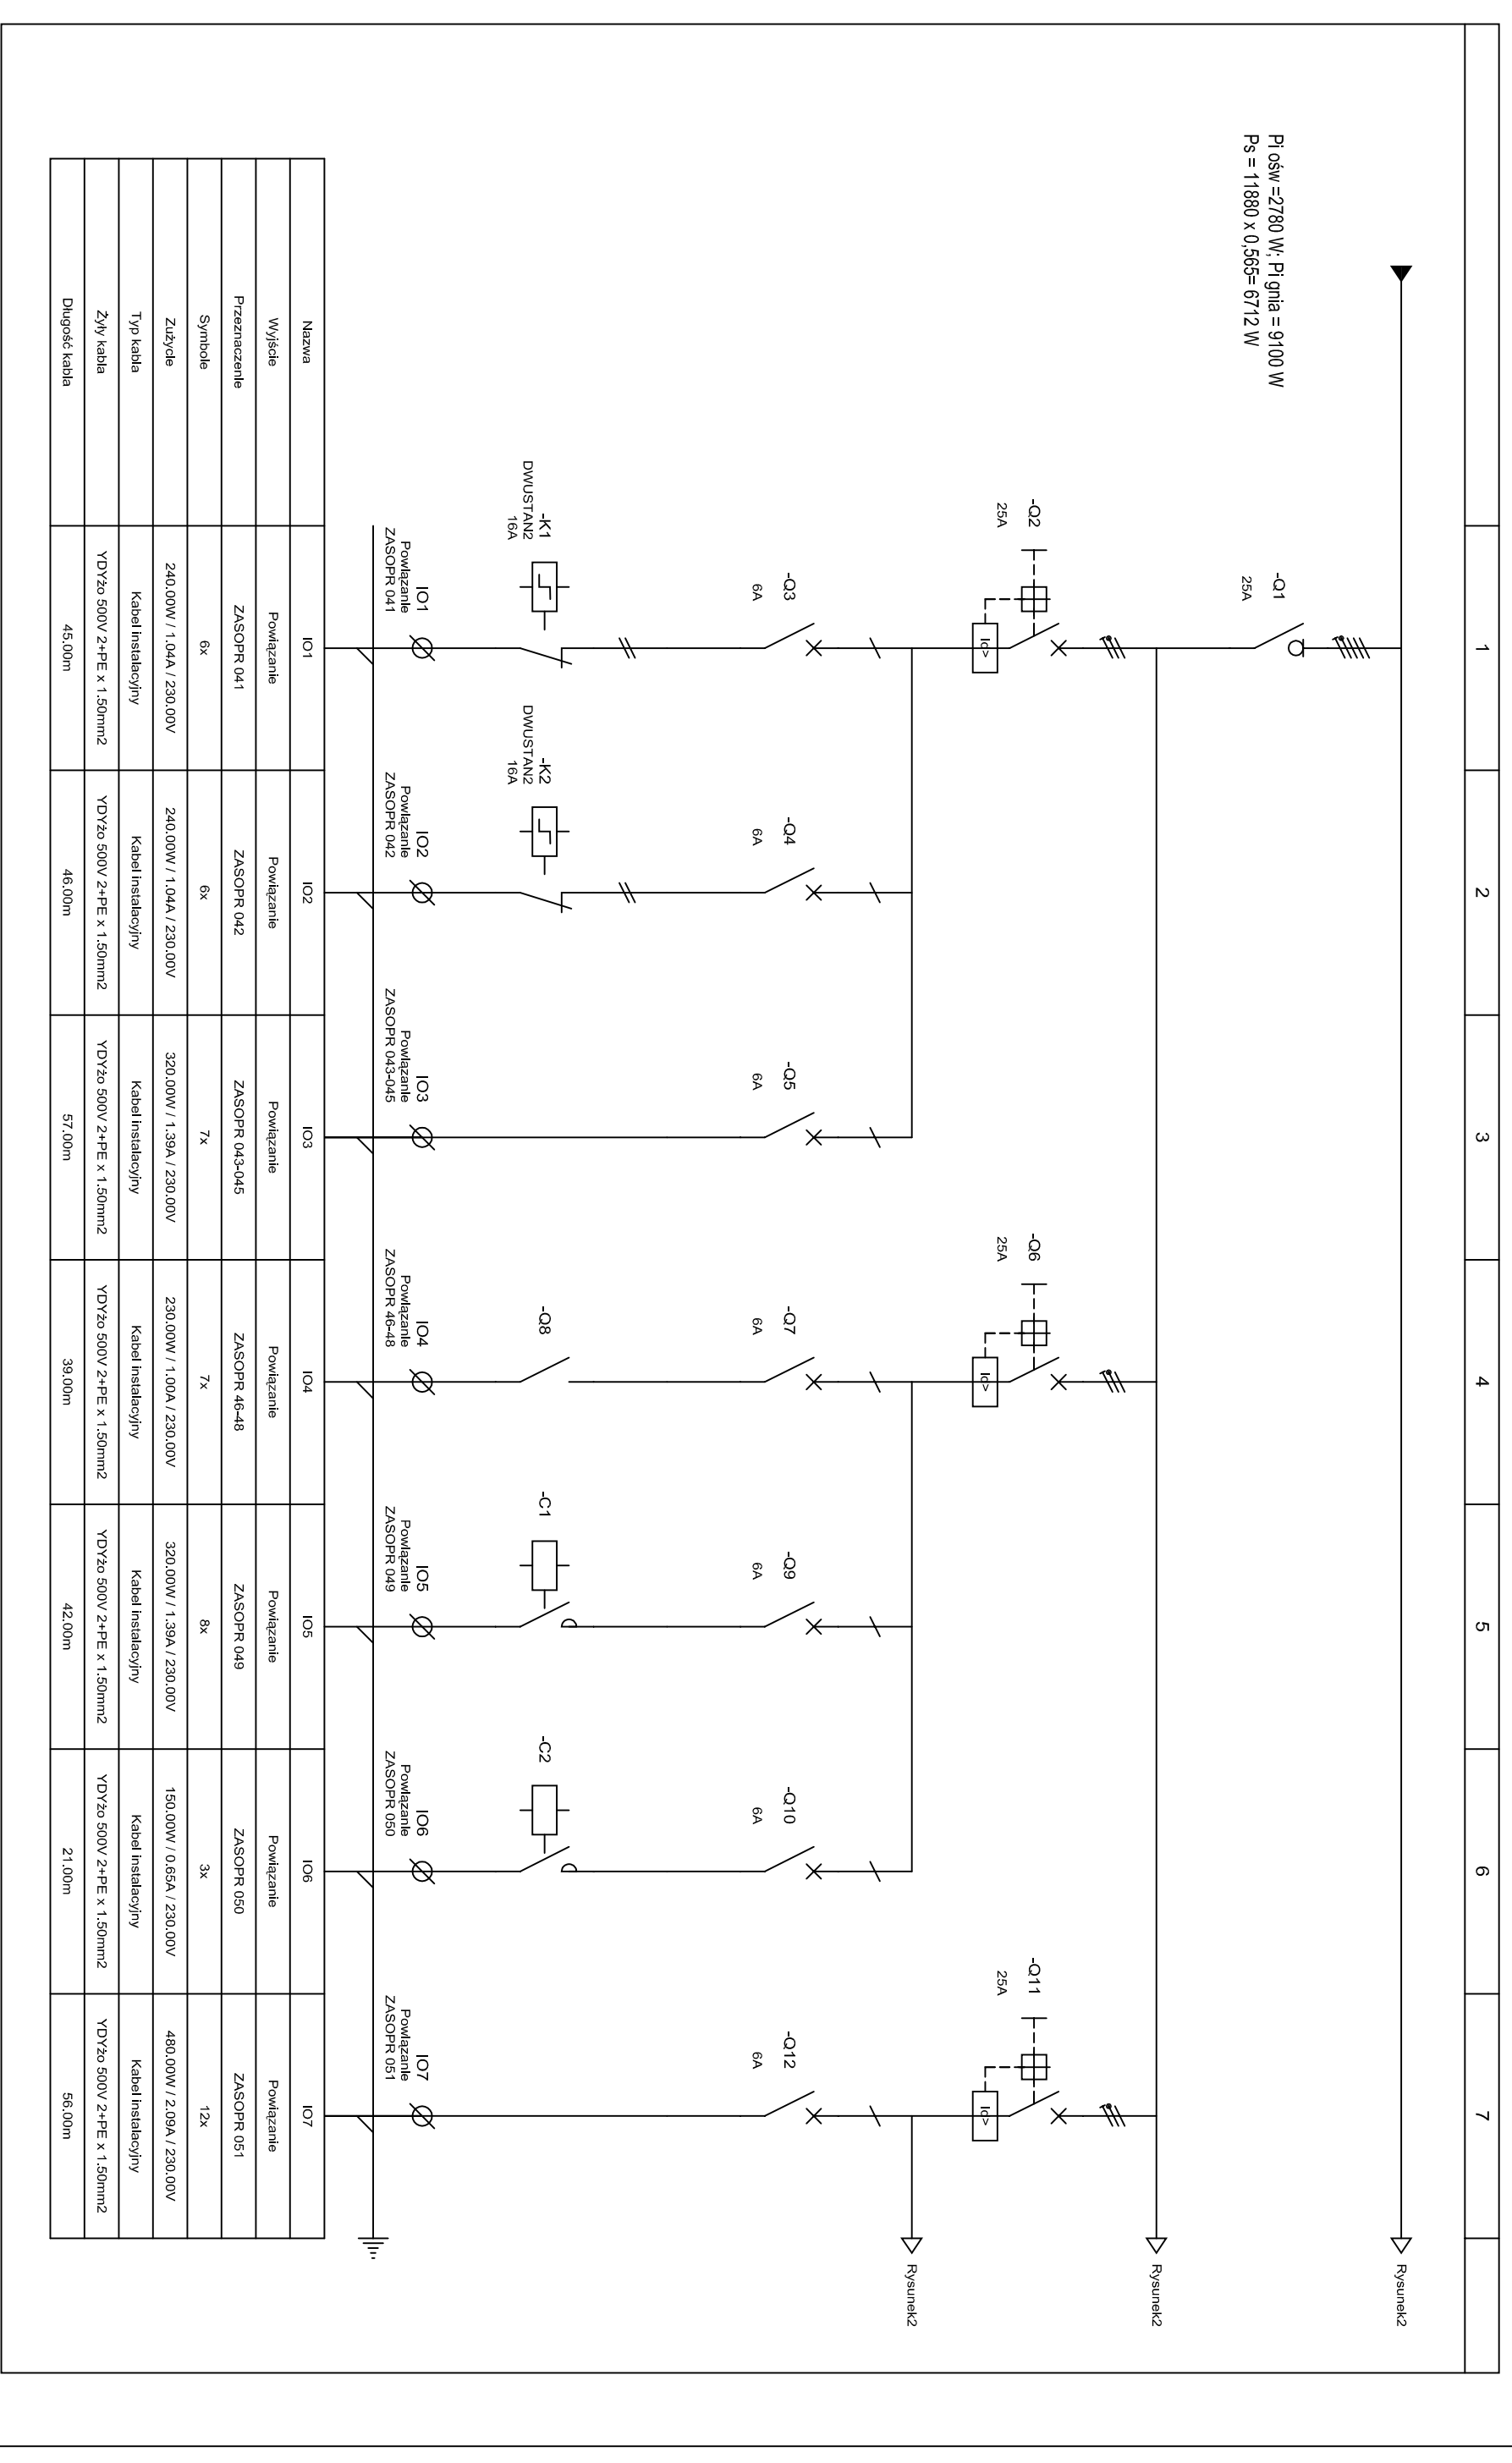 1 2 3 4 5 6 7
Pi ośw =2780 W; Pi gnia = 9100 W
Ps = 11880 x 0,565= 6712 W
Rysunek2
-Q1
25A
Rysunek2
-Q2
25A
Id>
-Q6
25A
Id>
-Q11
25A
Id>
Rysunek2
-Q3
6A
-Q4
6A
-Q5
6A
-Q7
6A
-Q9
6A
-Q10
6A
-Q12
6A
-K1
DWUSTAN2
16A
-K2
DWUSTAN2
16A
-Q8
-C1
-C2
IO1
Powiązanie
ZASOPR 041
IO2
Powiązanie
ZASOPR 042
IO3
Powiązanie
ZASOPR 043-045
IO4
Powiązanie
ZASOPR 46-48
IO5
Powiązanie
ZASOPR 049
IO6
Powiązanie
ZASOPR 050
IO7
Powiązanie
ZASOPR 051
Nazwa IO1 IO2 IO3 IO4 IO5 IO6 IO7
Wyjście Powiązanie Powiązanie Powiązanie Powiązanie Powiązanie Powiązanie Powiązanie
Przeznaczenie ZASOPR 041 ZASOPR 042 ZASOPR 043-045 ZASOPR 46-48 ZASOPR 049 ZASOPR 050 ZASOPR 051
Symbole 6x 6x 7x 7x 8x 3x 12x
Zużycie 240.00W / 1.04A / 230.00V 240.00W / 1.04A / 230.00V 320.00W / 1.39A / 230.00V 230.00W / 1.00A / 230.00V 320.00W / 1.39A / 230.00V 150.00W / 0.65A / 230.00V 480.00W / 2.09A / 230.00V
Typ kabla Kabel instalacyjny Kabel instalacyjny Kabel instalacyjny Kabel instalacyjny Kabel instalacyjny Kabel instalacyjny Kabel instalacyjny
Żyły kabla YDYżo 500V 2+PE x 1.50mm2 YDYżo 500V 2+PE x 1.50mm2 YDYżo 500V 2+PE x 1.50mm2 YDYżo 500V 2+PE x 1.50mm2 YDYżo 500V 2+PE x 1.50mm2 YDYżo 500V 2+PE x 1.50mm2 YDYżo 500V 2+PE x 1.50mm2
Długość kabla 45.00m 46.00m 57.00m 39.00m 42.00m 21.00m 56.00m